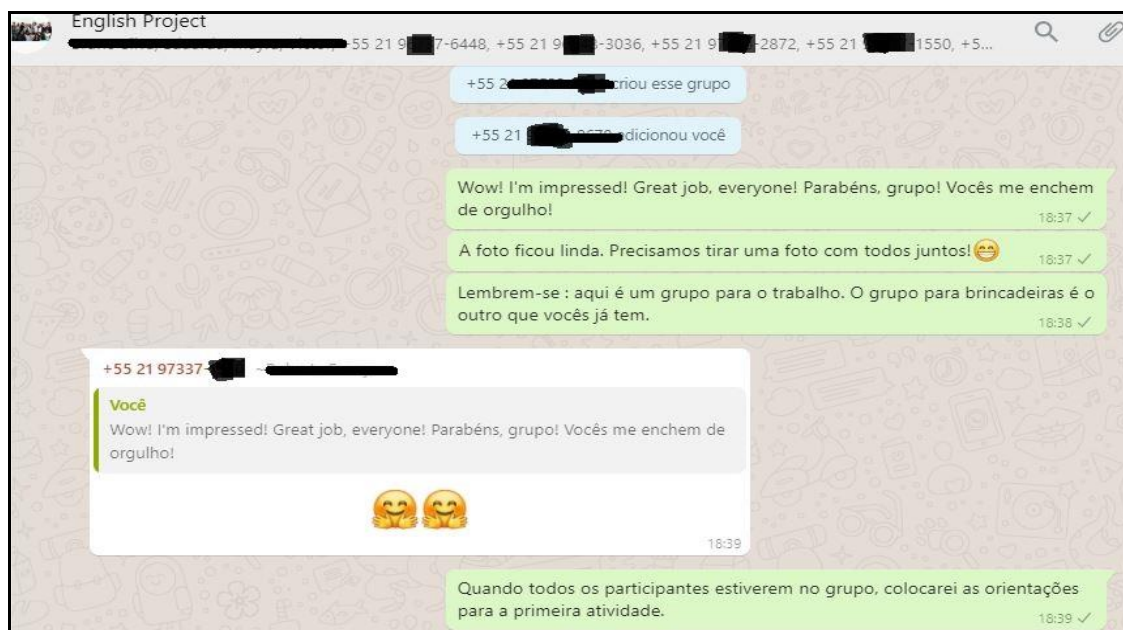 English Project
55 21 9 7-6448, +55 21 9 -3036, +55 21 9 -2872, +55 21 1550, +5...
+55 2 criou esse grupo
+55 21 adicionou você
Wow! I'm impressed! Great job, everyone! Parabéns, grupo! Vocês me enchem
de orgulho!
18:37
A foto ficou linda. Precisamos tirar uma foto com todos juntos!😁
18:37
Lembrem-se : aqui é um grupo para o trabalho. O grupo para brincadeiras é o
outro que vocês já tem.
18:38
+55 21 97337-
Você
Wow! I'm impressed! Great job, everyone! Parabéns, grupo! Vocês me enchem de
orgulho!
🤗🤗
18:39
Quando todos os participantes estiverem no grupo, colocarei as orientações
para a primeira atividade.
18:39